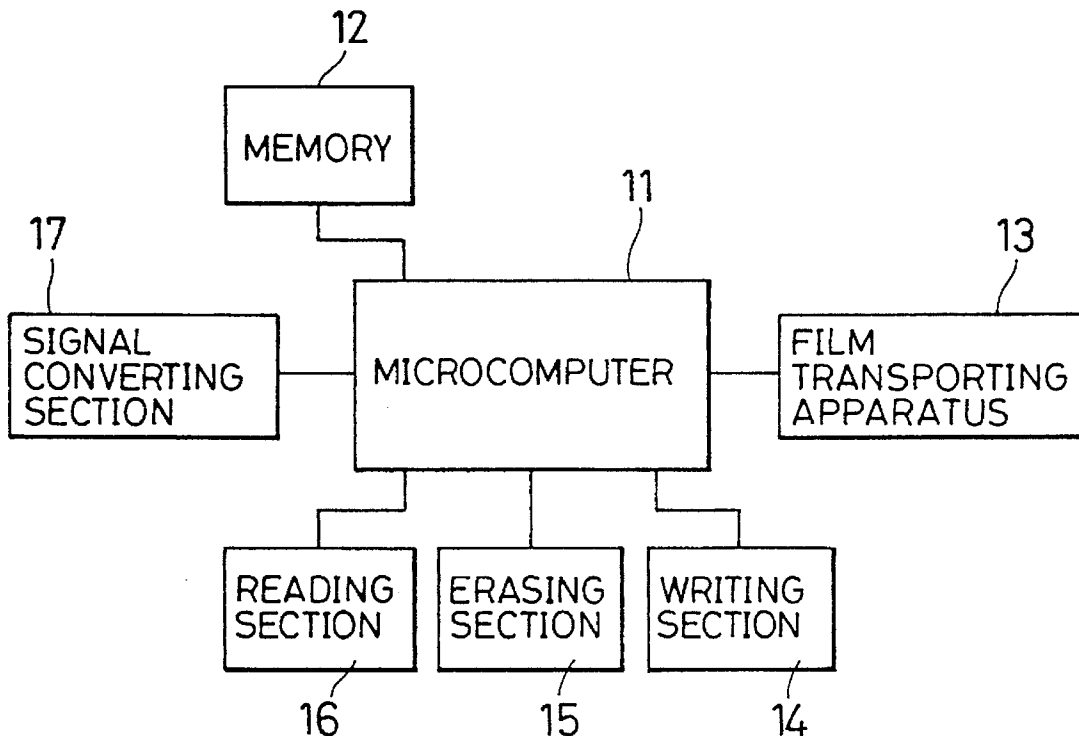 12
MEMORY
11
17
13
SIGNAL
CONVERTING
SECTION
MICROCOMPUTER
FILM
TRANSPORTING
APPARATUS
READING
SECTION
ERASING
SECTION
WRITING
SECTION
16
15
14